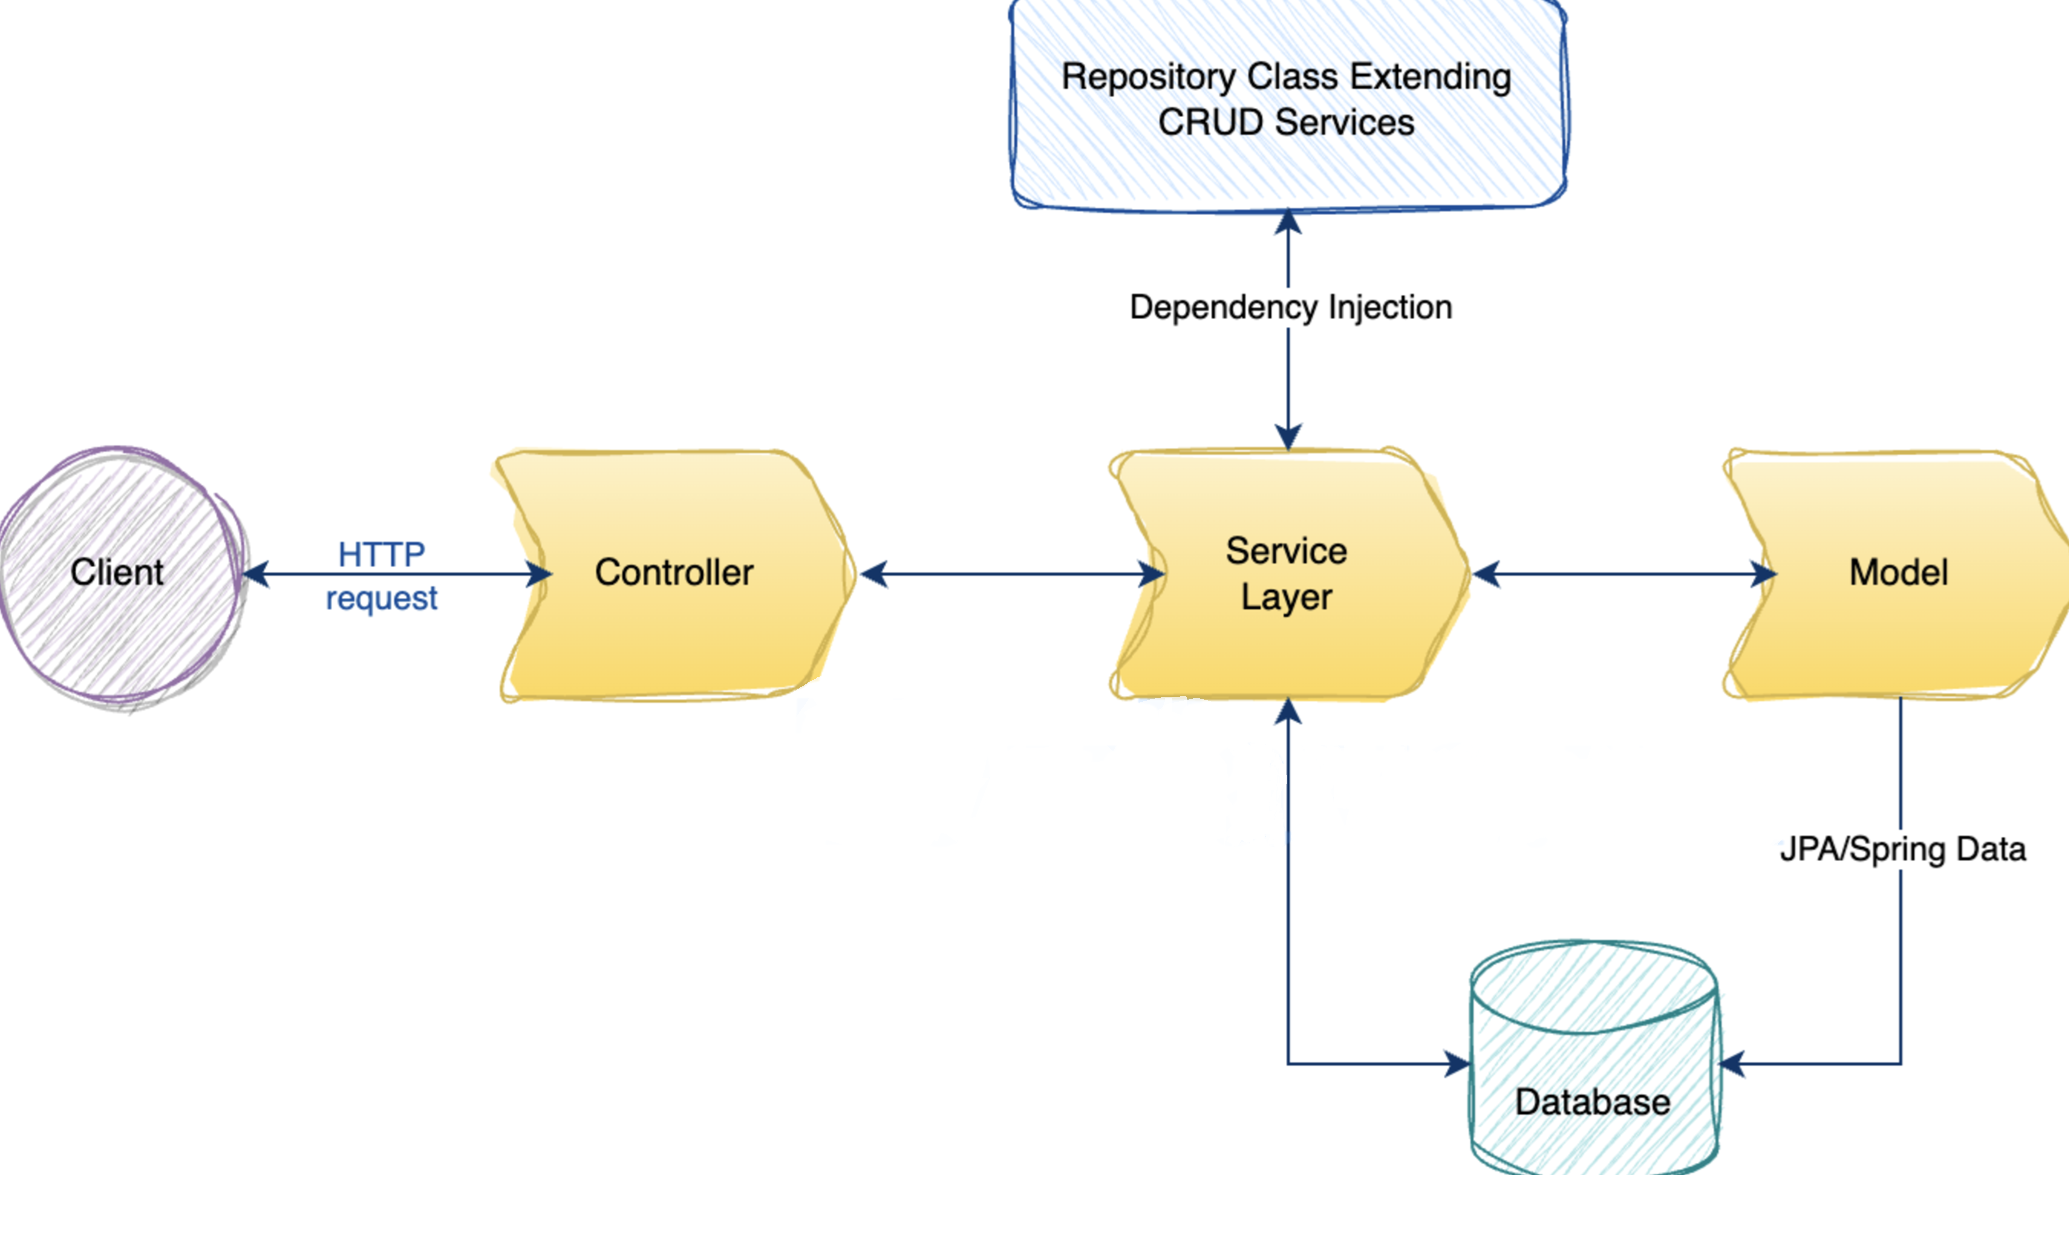 Repository Class Extending
CRUD Services
Dependency Injection
Client
HTTP
request
Controller
Service
Layer
Model
JPA/Spring Data
Database